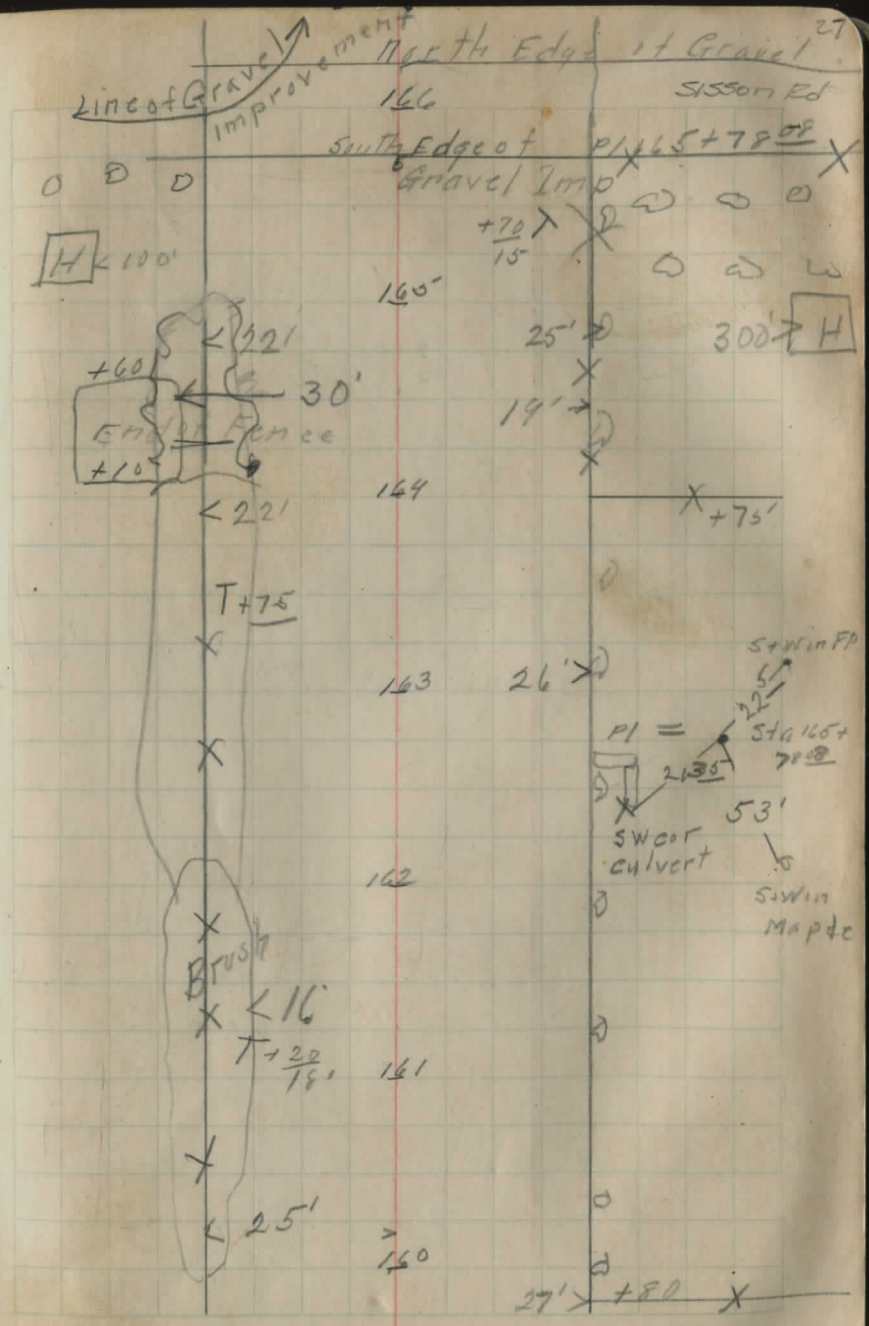 27
North Edge of Gravel
Line of Gravel
Improvement
166
Sisson Rd
South Edge of
Gravel Imp
PI 165+78 08
+70
15
H < 100'
165
< 22'
25'
300' > H
+60
30'
19'
End of Fence
+10
164
+75'
< 22'
T+75
S+W in FP
163
26' >
5
22
PI =
Sta 165+
78 08
21 35
53'
SW cor
culvert
162
S+W in
Maple
Brush
< 16'
T+20
18'
161
< 25'
>
160
27' > +80